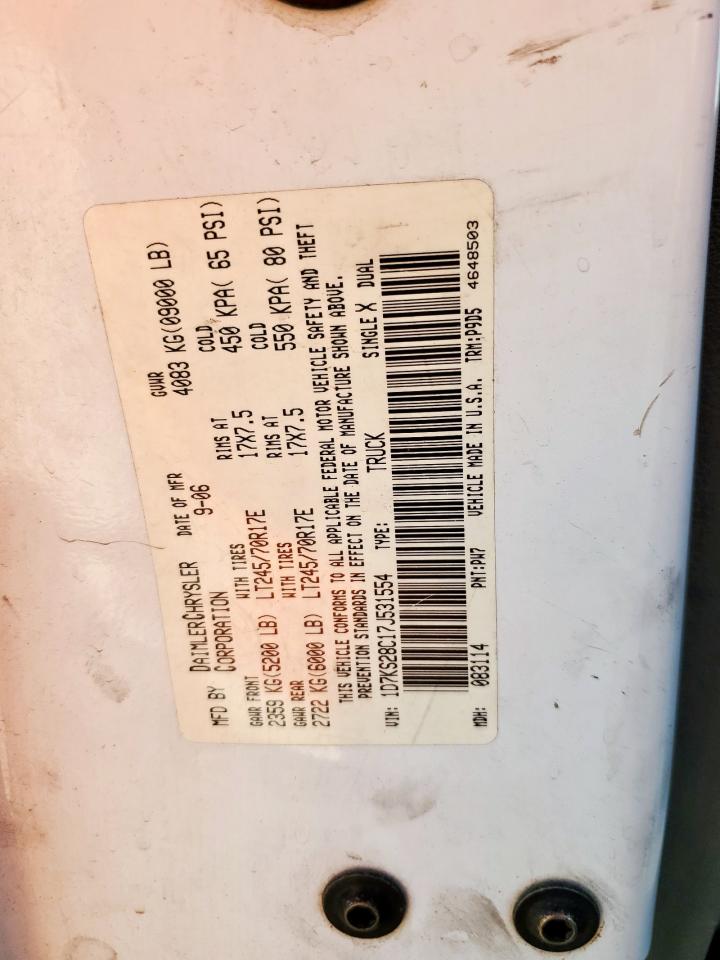 MFD BY DAIMLERCHRYSLER CORPORATION DATE OF MFR 9-06 GVWR 4083 KG(09000 LB)
GAWR FRONT WITH TIRES RIMS AT COLD
2359 KG(5200 LB) LT245/70R17E 17X7.5 450 KPA( 65 PSI)
GAWR REAR WITH TIRES RIMS AT COLD
2722 KG(6000 LB) LT245/70R17E 17X7.5 550 KPA( 80 PSI)
THIS VEHICLE CONFORMS TO ALL APPLICABLE FEDERAL MOTOR VEHICLE SAFETY AND THEFT
PREVENTION STANDARDS IN EFFECT ON THE DATE OF MANUFACTURE SHOWN ABOVE.
VIN: 1D7KS28C17J531554 TYPE: TRUCK SINGLE X DUAL
MDH: 083114 PNT:PW7 VEHICLE MADE IN U.S.A. TRM:P9D5 4648503